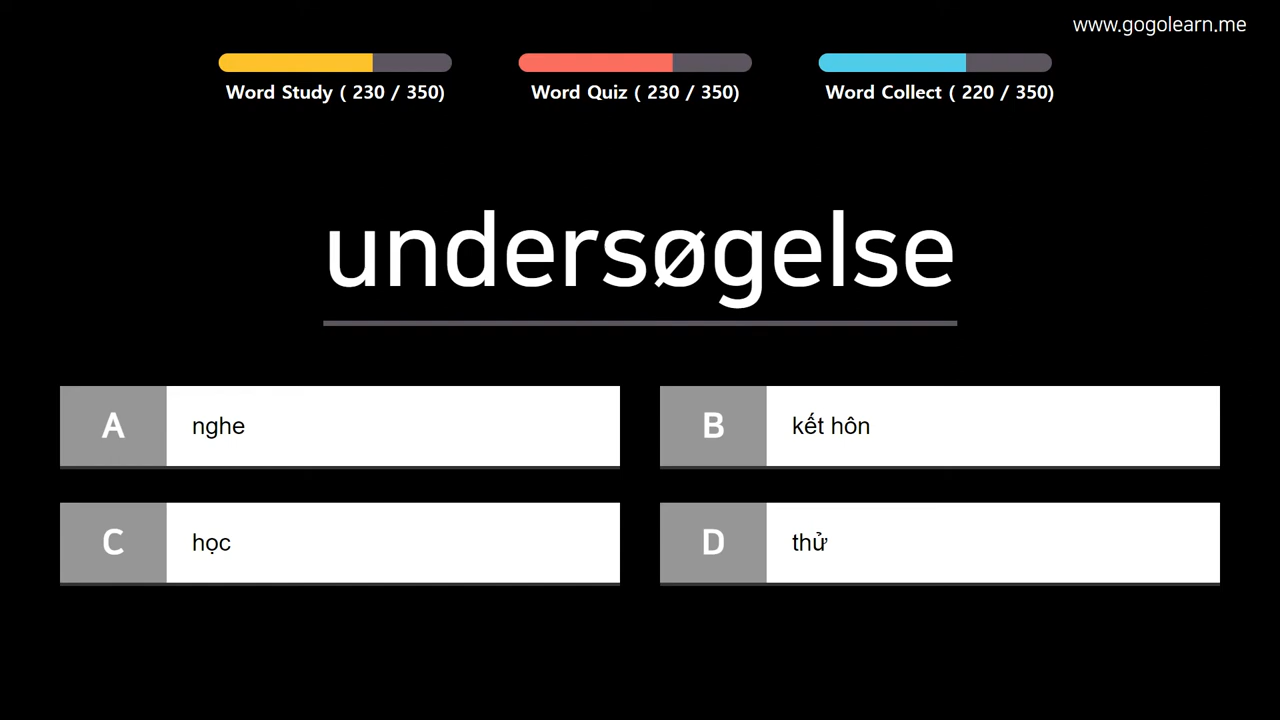 www.gogolearn.me
Word Study ( 230 / 350)
Word Quiz ( 230 / 350)
Word Collect ( 220 / 350)
undersøgelse
A nghe
B kết hôn
C học
D thử